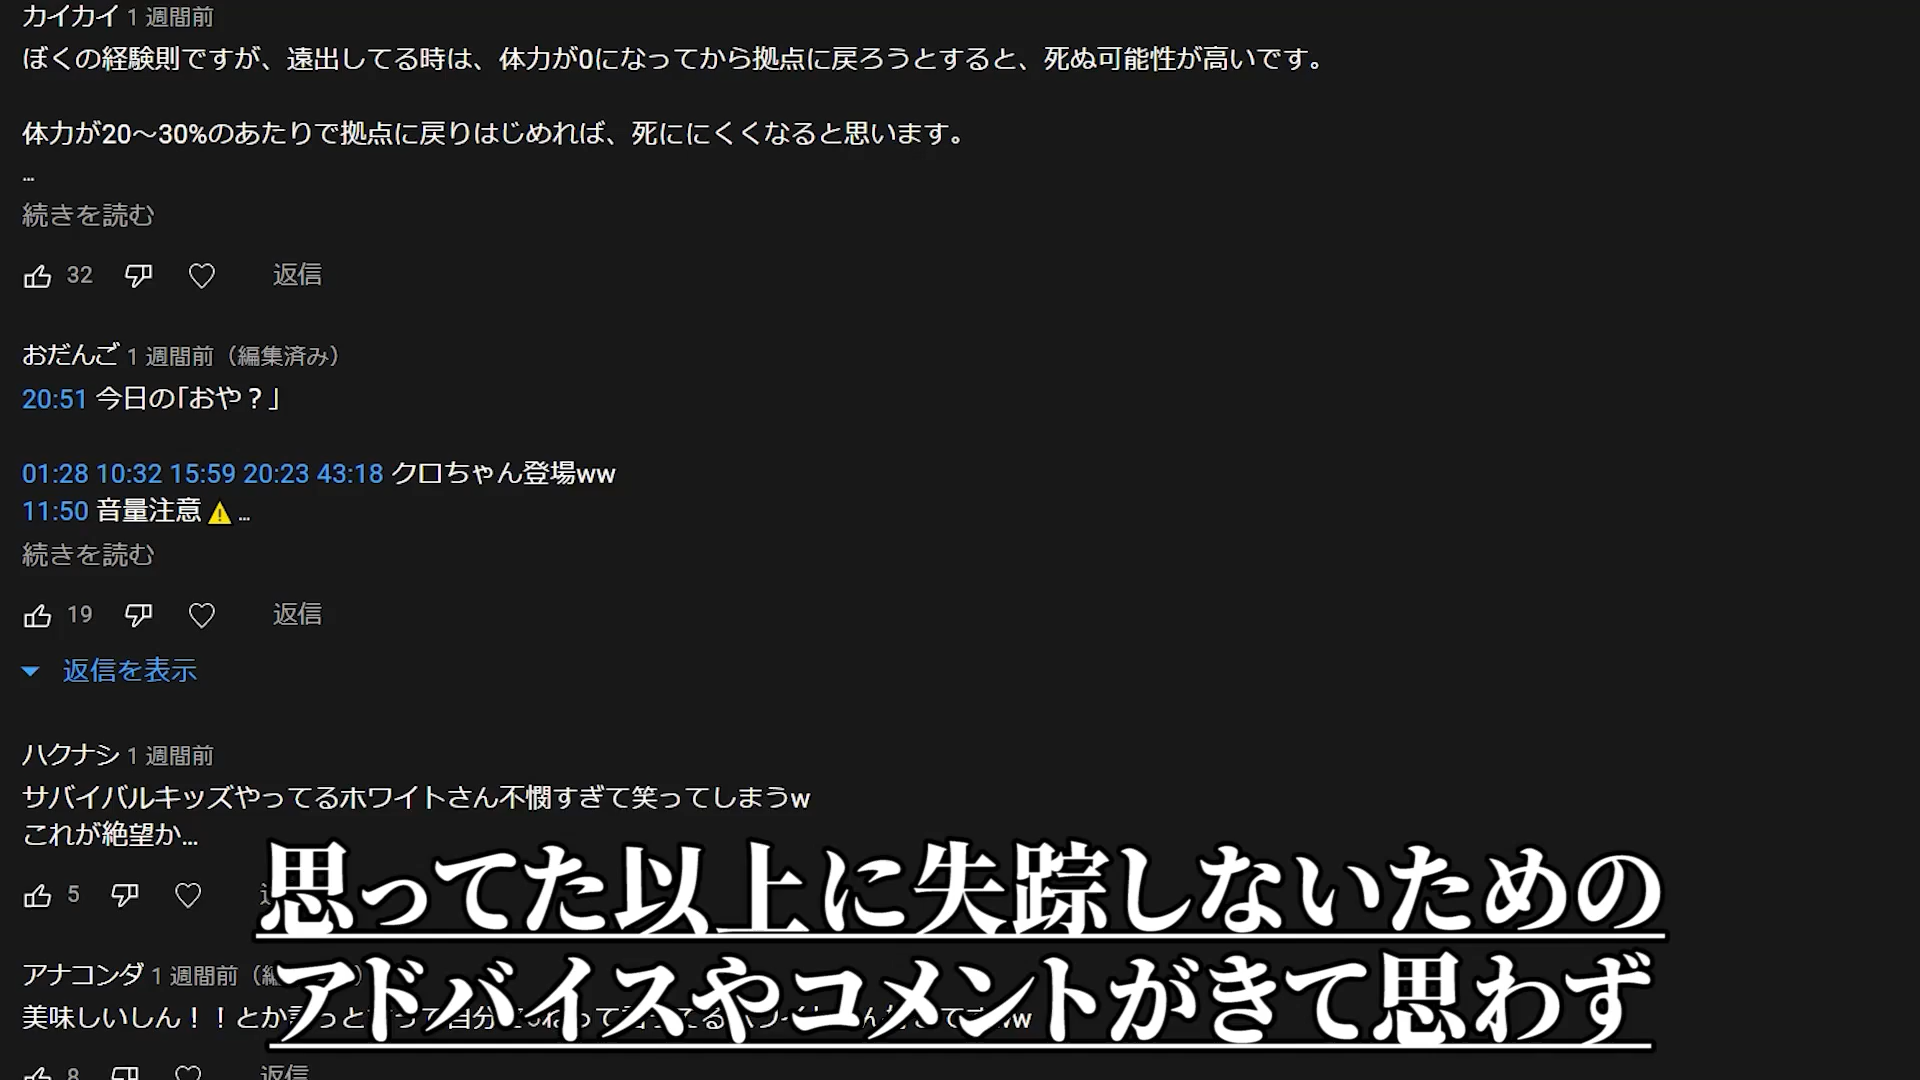 カイカイ 1 週間前
ぼくの経験則ですが、遠出してる時は、体力が0になってから拠点に戻ろうとすると、死ぬ可能性が高いです。
体力が20〜30%のあたりで拠点に戻りはじめれば、死ににくくなると思います。
...
続きを読む
32 返信
おだんご 1 週間前（編集済み）
20:51 今日の｢おや？｣
01:28 10:32 15:59 20:23 43:18 クロちゃん登場ww
11:50 音量注意⚠️ ...
続きを読む
19 返信
返信を表示
ハクナシ 1 週間前
サバイバルキッズやってるホワイトさん不憫すぎて笑ってしまうw
これが絶望か...
5
思ってた以上に失踪しないための
アナコンダ 1 週間前
アドバイスやコメントがきて思わず
美味しいしん！！とか
8 返信